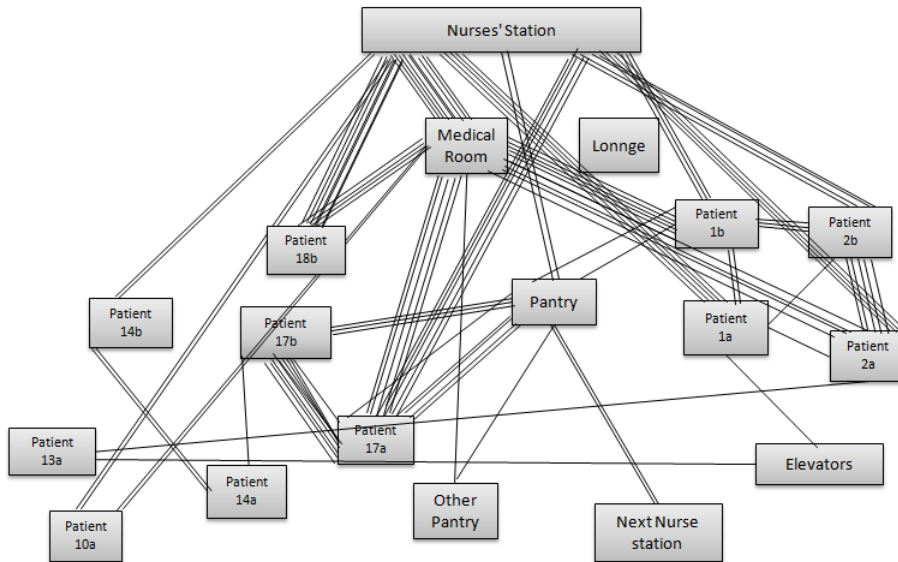 Nurses' Station
Medical
Room
Lonnge
Patient
1b
Patient
2b
Patient
18b
Pantry
Patient
14b
Patient
17b
Patient
1a
Patient
2a
Patient
13a
Patient
17a
Elevators
Patient
14a
Other
Pantry
Patient
10a
Next Nurse
station